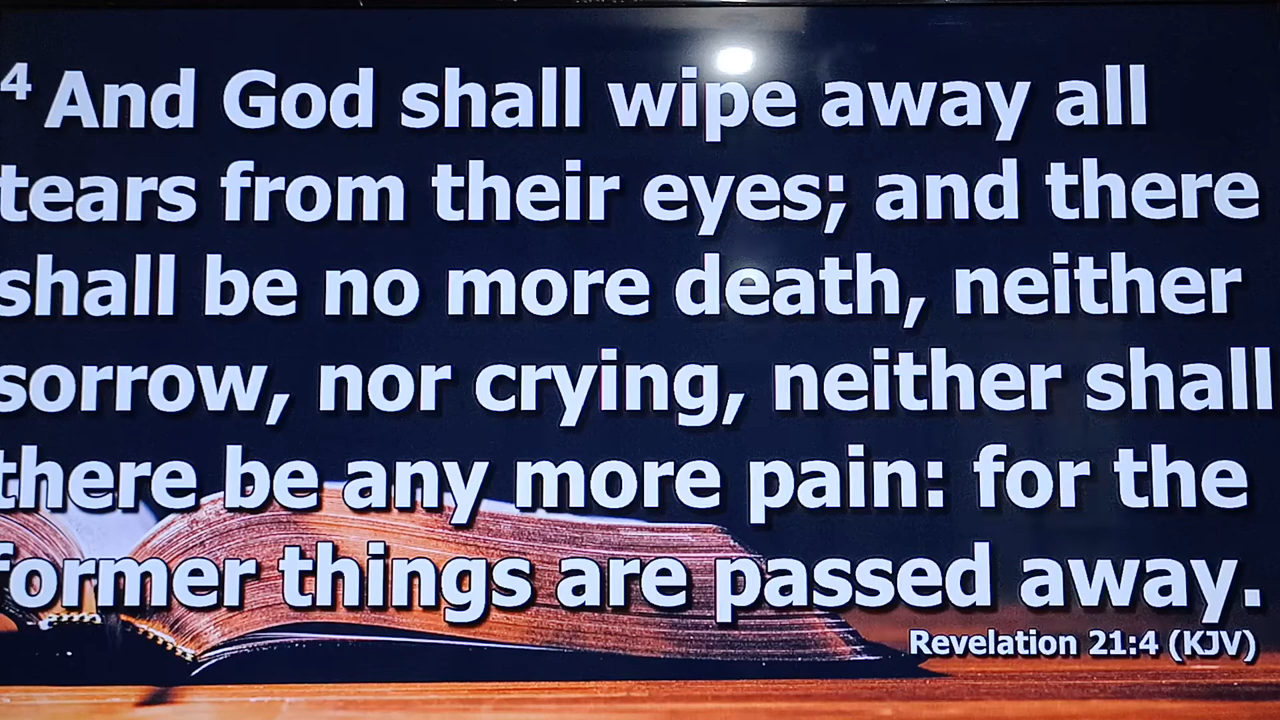 4 And God shall wipe away all
tears from their eyes; and there
shall be no more death, neither
sorrow, nor crying, neither shall
there be any more pain: for the
former things are passed away.
Revelation 21:4 (KJV)